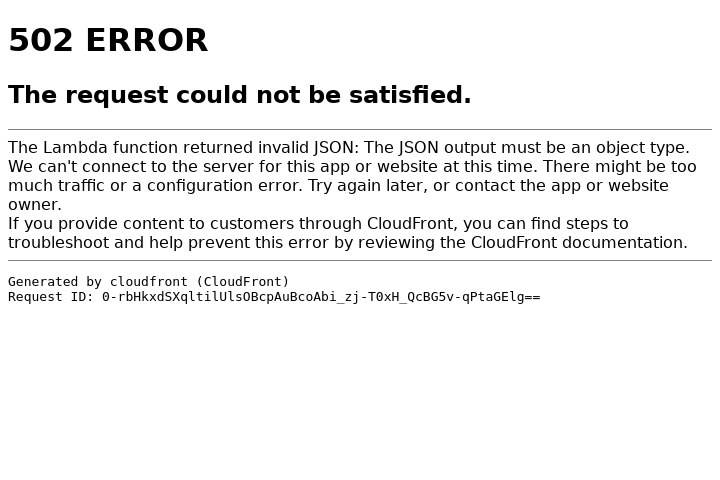 502 ERROR
The request could not be satisfied.
The Lambda function returned invalid JSON: The JSON output must be an object type.
We can't connect to the server for this app or website at this time. There might be too
much traffic or a configuration error. Try again later, or contact the app or website
owner.
If you provide content to customers through CloudFront, you can find steps to
troubleshoot and help prevent this error by reviewing the CloudFront documentation.
Generated by cloudfront (CloudFront)
Request ID: 0-rbHkxdSXqltilUlsOBcpAuBcoAbi_zj-T0xH_QcBG5v-qPtaGElg==